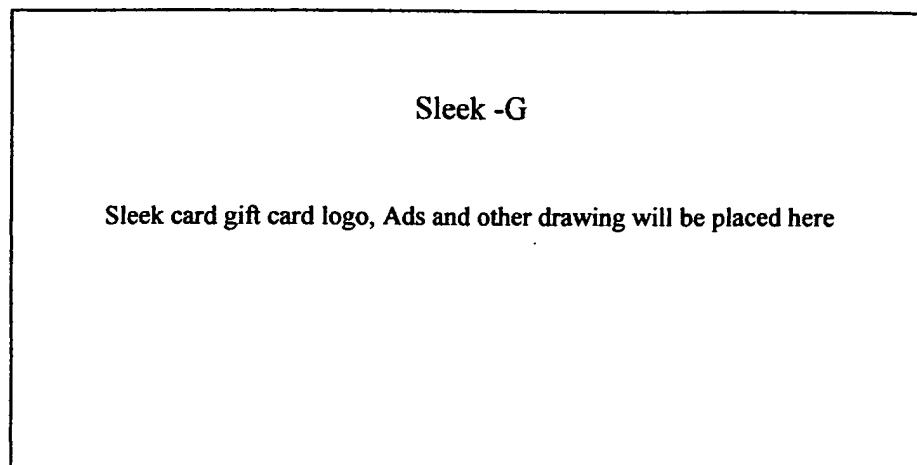 Sleek -G
Sleek card gift card logo, Ads and other drawing will be placed here